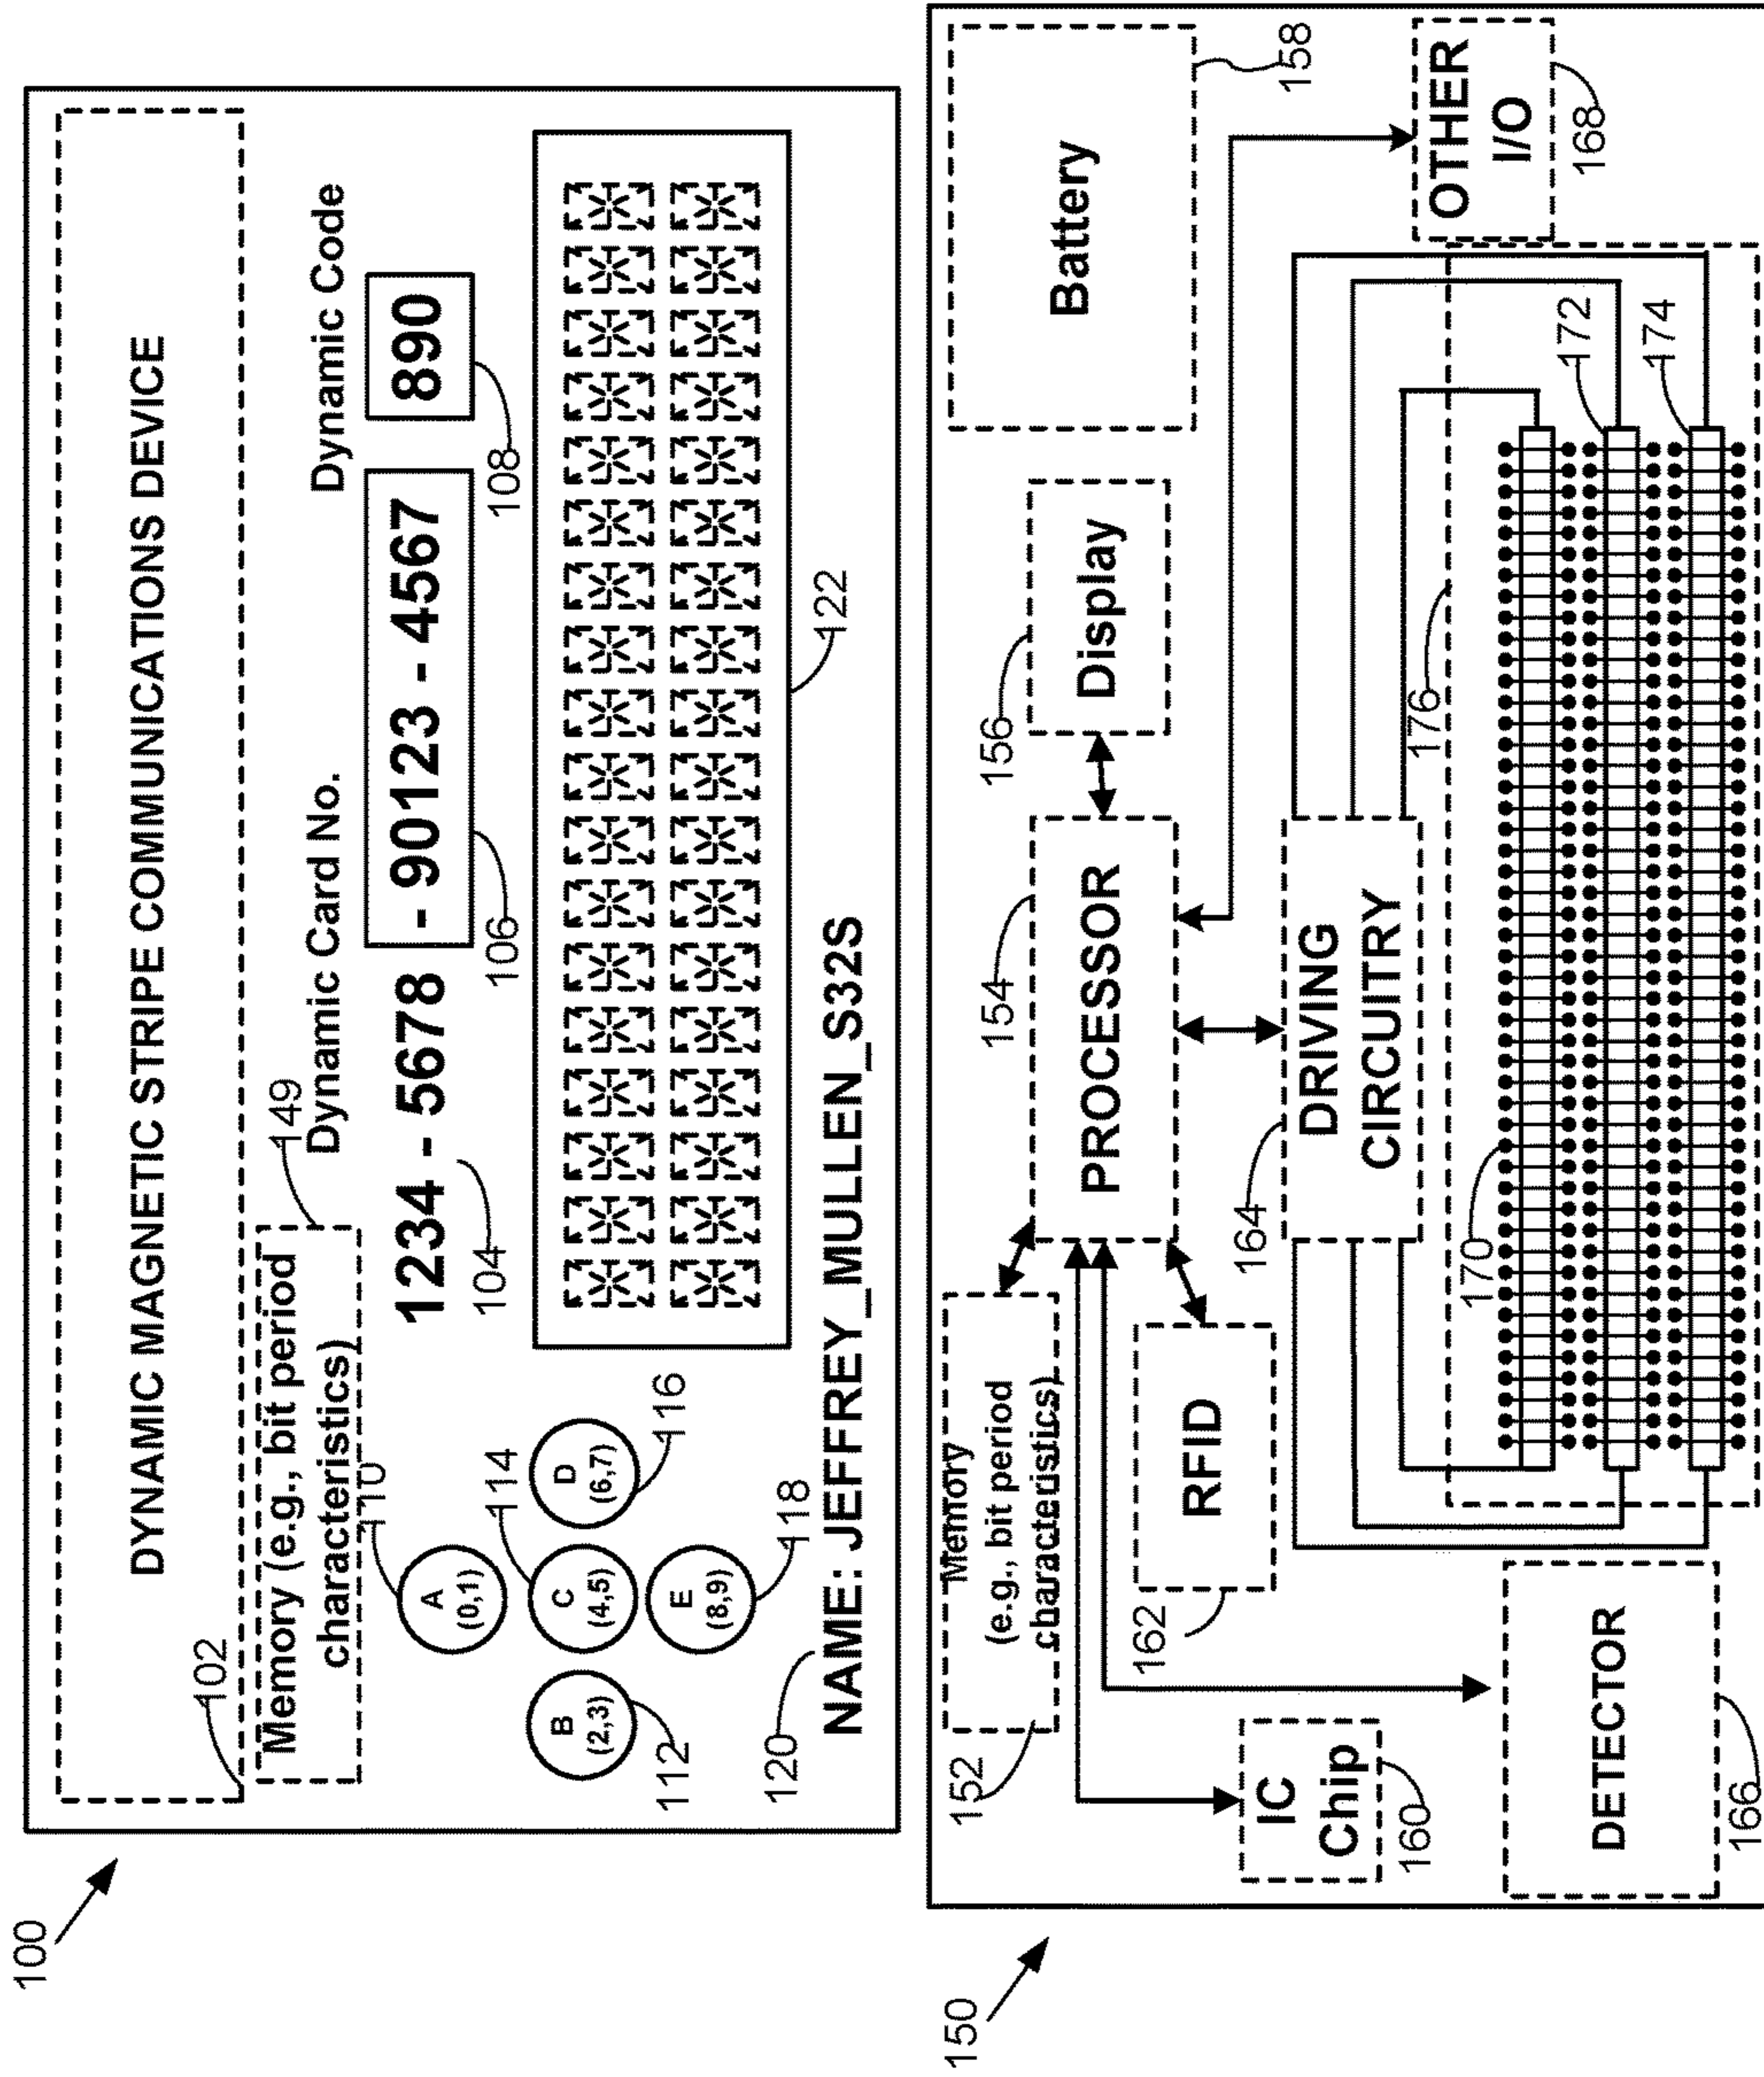 100
DYNAMIC MAGNETIC STRIPE COMMUNICATIONS DEVICE
102
Memory (e.g., bit period
characteristics)
149
Dynamic Card No.
Dynamic Code
1234 - 5678 - 90123 - 4567
890
104
106
108
110
A
(0,1)
B
(2,3)
C
(4,5)
D
(6,7)
E
(8,9)
112
114
116
118
122
120
NAME: JEFFREY_MULLEN_S32S
150
Memory
(e.g., bit period
characteristics)
152
PROCESSOR
154
Display
156
Battery
158
IC
Chip
160
RFID
162
DRIVING
CIRCUITRY
164
OTHER
I/O
168
DETECTOR
166
170
176
172
174